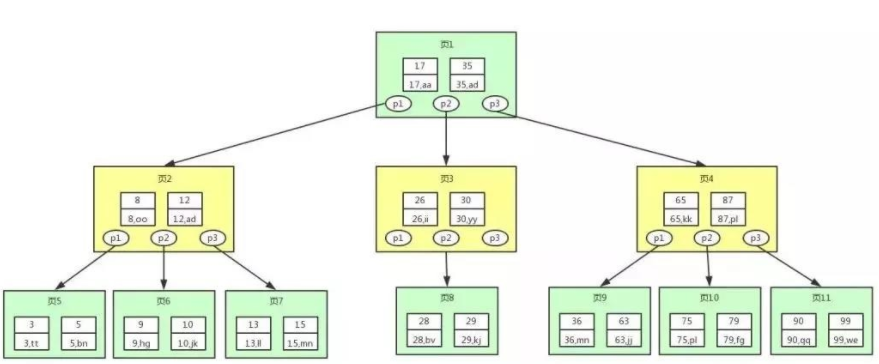 页1
17 35
17,aa 35,ad
p1 p2 p3
页2 页3 页4
8 12 26 30 65 87
8,oo 12,ad 26,ii 30,yy 65,kk 87,pl
p1 p2 p3 p1 p2 p3 p1 p2 p3
页5 页6 页7 页8 页9 页10 页11
3 5 9 10 13 15 28 29 36 63 75 79 90 99
3,tt 5,bn 9,hg 10,jk 13,ll 15,mn 28,bv 29,kj 36,mn 63,jj 75,pl 79,fg 90,qq 99,we